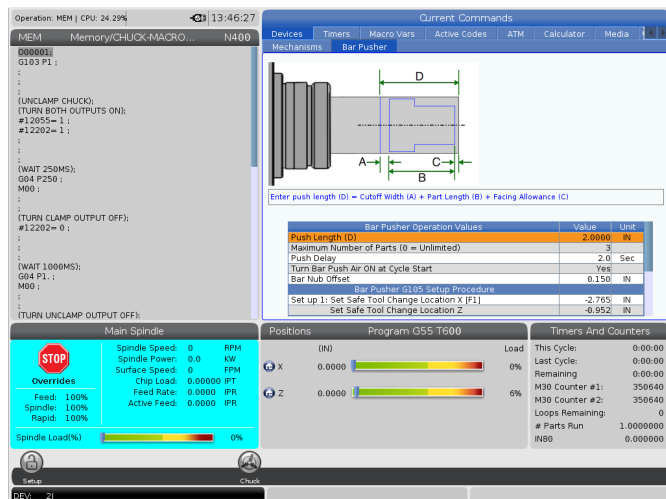 Operation: MEM | CPU: 24.29%
13:46:27
MEM Memory/CHUCK-MACRO... N400
O00001;
G103 P1 ;
;
;
;
(UNCLAMP CHUCK);
(TURN BOTH OUTPUTS ON);
#12055= 1 ;
#12202= 1 ;
;
;
;
(WAIT 250MS);
G04 P250 ;
M00 ;
;
;
(TURN CLAMP OUTPUT OFF);
#12202= 0 ;
;
;
;
(WAIT 1000MS);
G04 P1. ;
M00 ;
;
;
(TURN UNCLAMP OUTPUT OFF);
Current Commands
Devices Timers Macro Vars Active Codes ATM Calculator Media
Mechanisms Bar Pusher
D
A
C
B
Enter push length (D) = Cutoff Width (A) + Part Length (B) + Facing Allowance (C)
Bar Pusher Operation Values Value Unit
Push Length (D) 2.0000 IN
Maximum Number of Parts (0 = Unlimited) 3
Push Delay 2.0 Sec
Turn Bar Push Air ON at Cycle Start Yes
Bar Nub Offset 0.150 IN
Bar Pusher G105 Setup Procedure
Set up 1: Set Safe Tool Change Location X [F1] -2.765 IN
Set Safe Tool Change Location Z -0.952 IN
Main Spindle
STOP
Overrides
Feed: 100%
Spindle: 100%
Rapid: 100%
Spindle Speed: 0 RPM
Spindle Power: 0.0 KW
Surface Speed: 0 FPM
Chip Load: 0.00000 IPT
Feed Rate: 0.0000 IPR
Active Feed: 0.0000 IPR
Spindle Load(%) 0%
Positions Program G55 T600
(IN) Load
X 0.0000 0%
Z 0.0000 6%
Timers And Counters
This Cycle: 0:00:00
Last Cycle: 0:00:00
Remaining 0:00:00
M30 Counter #1: 350640
M30 Counter #2: 350640
Loops Remaining: 0
# Parts Run 1.0000000
IN80 0.000000
Setup
Chuck
DEV: 2